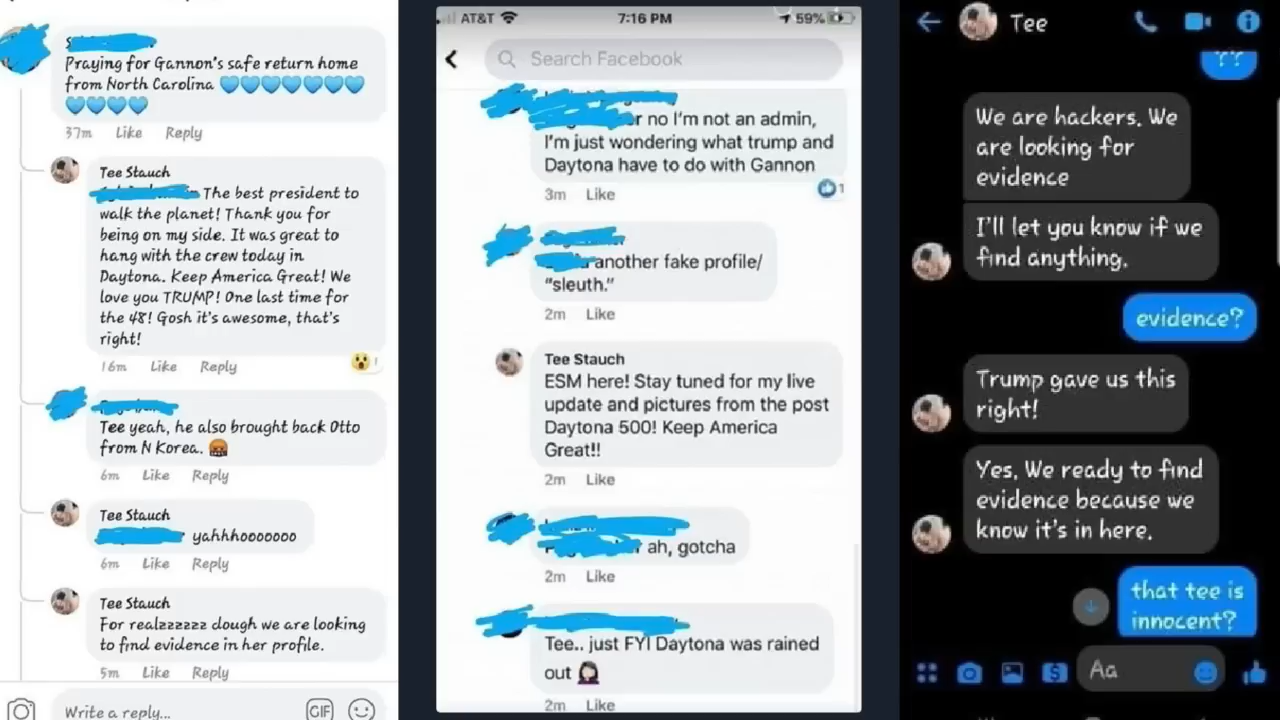 Praying for Gannon's safe return home
from North Carolina 💙💙💙💙💙💙💙
💙💙💙💙
37m Like Reply
Tee Stauch
The best president to
walk the planet! Thank you for
being on my side. It was great to
hang with the crew today in
Daytona. Keep America Great! We
love you TRUMP! One last time for
the 48! Gosh it's awesome, that's
right!
16m Like Reply
😮 1
Tee yeah, he also brought back Otto
from N Korea. 🤬
6m Like Reply
Tee Stauch
yahhhooooooo
6m Like Reply
Tee Stauch
For realzzzzzz dough we are looking
to find evidence in her profile.
5m Like Reply
Write a reply...
GIF
AT&T 7:16 PM 59%
Search Facebook
r no I'm not an admin,
I'm just wondering what trump and
Daytona have to do with Gannon
3m Like
1
another fake profile/
"sleuth."
2m Like
Tee Stauch
ESM here! Stay tuned for my live
update and pictures from the post
Daytona 500! Keep America
Great!!
2m Like
ah, gotcha
2m Like
Tee.. just FYI Daytona was rained
out 🤦🏻‍♀️
2m Like
Tee
??
We are hackers. We
are looking for
evidence
I'll let you know if we
find anything.
evidence?
Trump gave us this
right!
Yes, We ready to find
evidence because we
know it's in here.
that tee is
innocent?
Aa